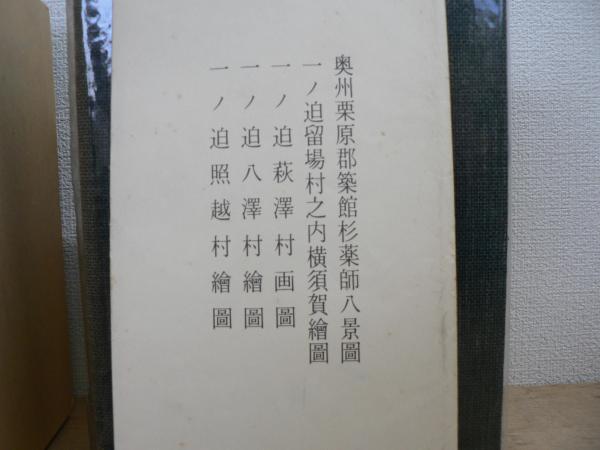 奥州栗原郡築館杉薬師八景圖
一ノ迫留場村之内横須賀繪圖
一ノ迫萩澤村画圖
一ノ迫八澤村繪圖
一ノ迫照越村繪圖